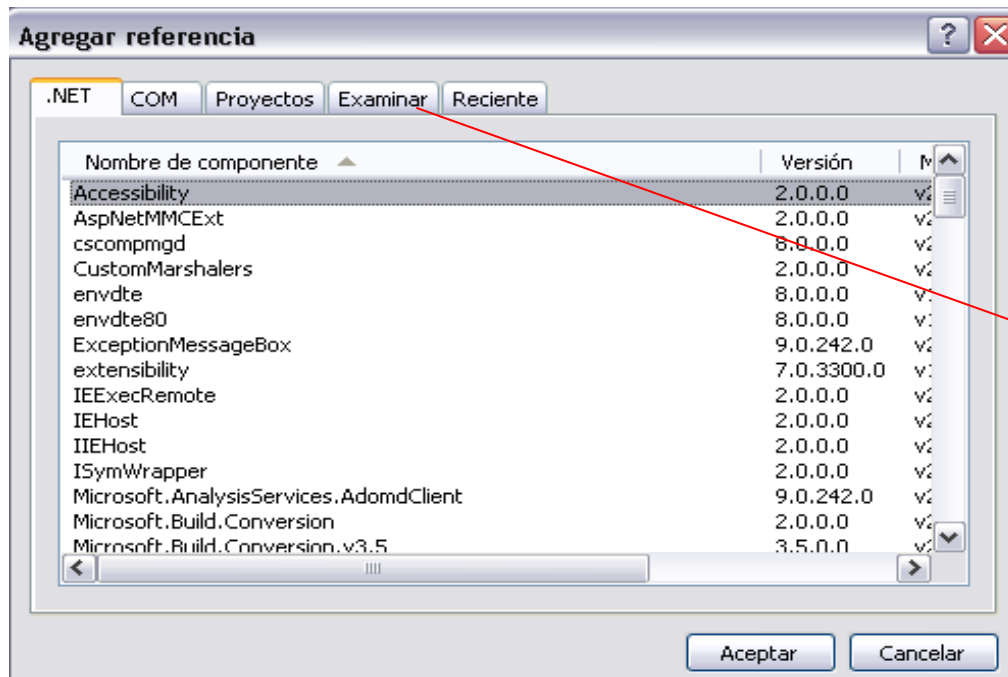 Agregar referencia
.NET COM Proyectos Examinar Reciente
Nombre de componente Versión
Accessibility 2.0.0.0
AspNetMMCExt 2.0.0.0
cscompmgd 8.0.0.0
CustomMarshalers 2.0.0.0
envdte 8.0.0.0
envdte80 8.0.0.0
ExceptionMessageBox 9.0.242.0
extensibility 7.0.3300.0
IEExecRemote 2.0.0.0
IEHost 2.0.0.0
IIEHost 2.0.0.0
ISymWrapper 2.0.0.0
Microsoft.AnalysisServices.AdomdClient 9.0.242.0
Microsoft.Build.Conversion 2.0.0.0
Microsoft.Build.Conversion.v3.5 3.5.0.0
Aceptar Cancelar